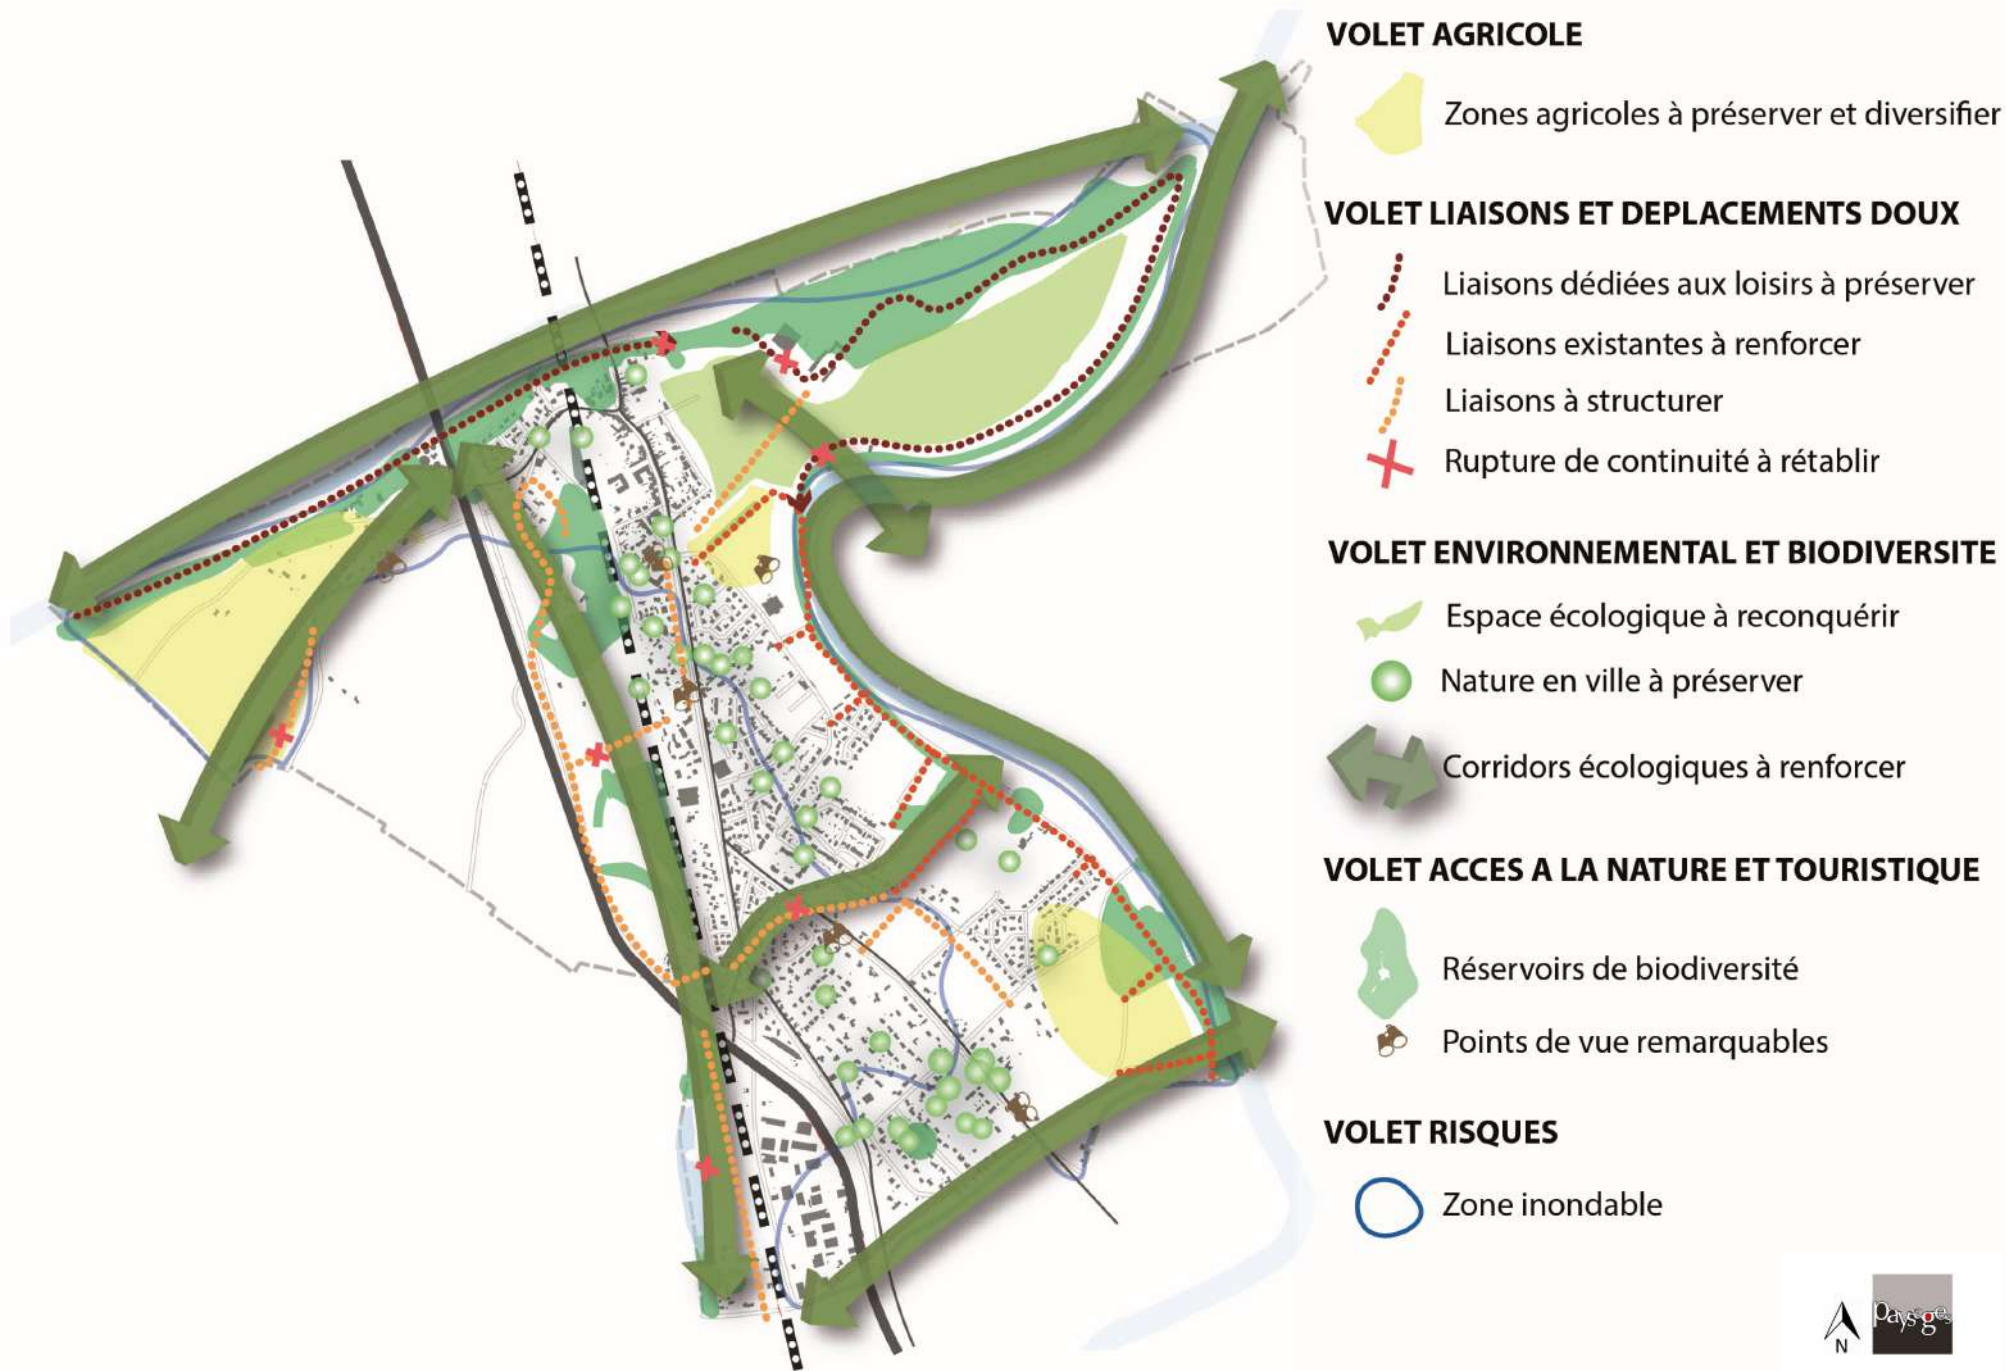 VOLET AGRICOLE
Zones agricoles à préserver et diversifier
VOLET LIAISONS ET DEPLACEMENTS DOUX
Liaisons dédiées aux loisirs à préserver
Liaisons existantes à renforcer
Liaisons à structurer
Rupture de continuité à rétablir
VOLET ENVIRONNEMENTAL ET BIODIVERSITE
Espace écologique à reconquérir
Nature en ville à préserver
Corridors écologiques à renforcer
VOLET ACCES A LA NATURE ET TOURISTIQUE
Réservoirs de biodiversité
Points de vue remarquables
VOLET RISQUES
Zone inondable
N